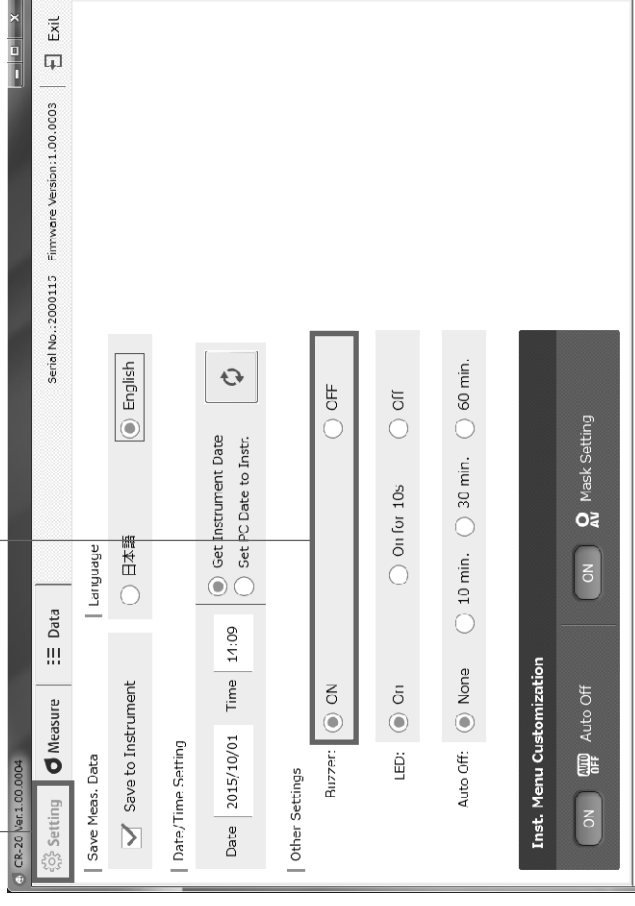 CR-20 Ver.1.00.0004
Setting Measure Data Serial No.:2000115 Firmware Version:1.00.0003 Exit
Save Meas. Data Language
Save to Instrument 日本語 English
Date/Time Setting
Date 2015/10/01 Time 14:09 Get Instrument Date
Set PC Date to Instr.
Other Settings
Buzzer: ON OFF
LED: On On for 10s Off
Auto Off: None 10 min. 30 min. 60 min.
Inst. Menu Customization
ON AUTO OFF Auto Off ON AV Mask Setting